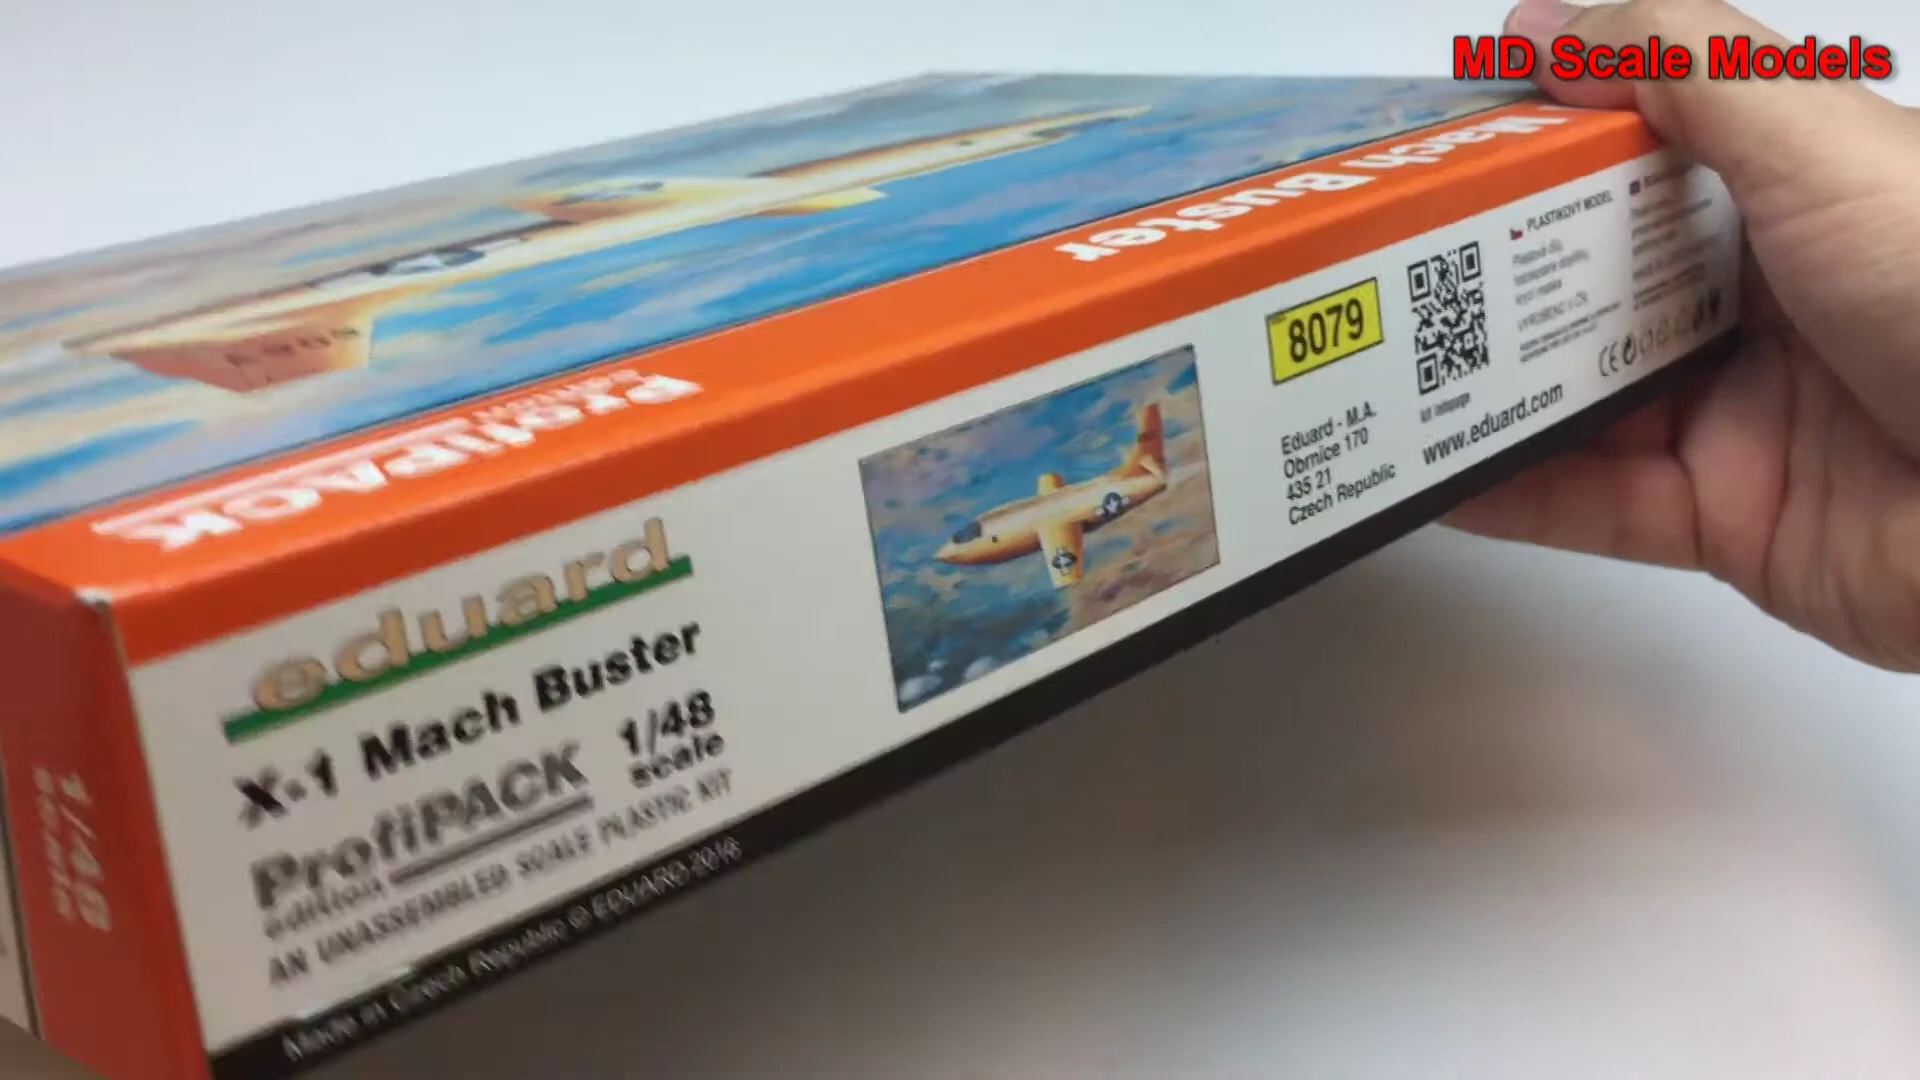 MD Scale Models
Mach Buster
ProfiPACK
eduard
X-1 Mach Buster
ProfiPACK
edition
1/48
scale
AN UNASSEMBLED SCALE PLASTIC KIT
Made in Czech Republic © EDUARD
1/48
scale
8079
Eduard - M.A.
Obrnice 170
435 21
Czech Republic
www.eduard.com
PLASTIKOVÝ MODEL
CE